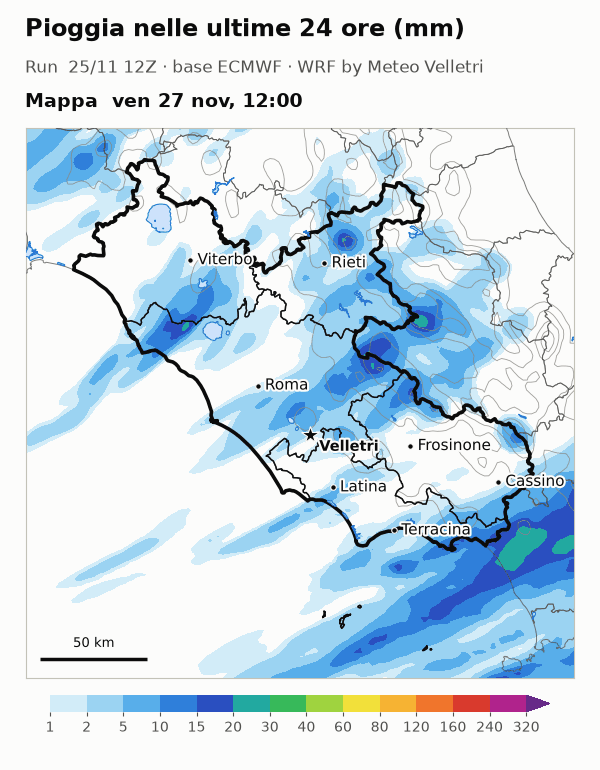 Pioggia nelle ultime 24 ore (mm)
Run  25/11 12Z · base ECMWF · WRF by Meteo Velletri
Mappa  ven 27 nov, 12:00
Viterbo
Rieti
Roma
Velletri
Frosinone
Latina
Cassino
Terracina
50 km
1 2 5 10 15 20 30 40 60 80 120 160 240 320